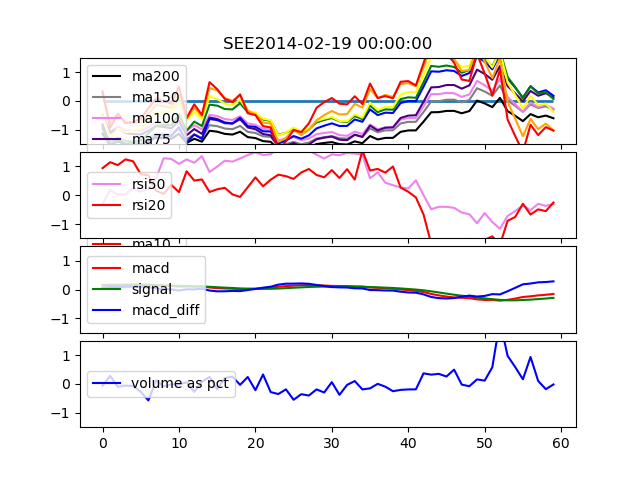 SEE2014-02-19 00:00:00
1
0
−1
ma200
ma150
ma100
ma75
1
0
−1
rsi50
rsi20
ma10
1
0
−1
macd
signal
macd_diff
1
0
−1
volume as pct
0 10 20 30 40 50 60